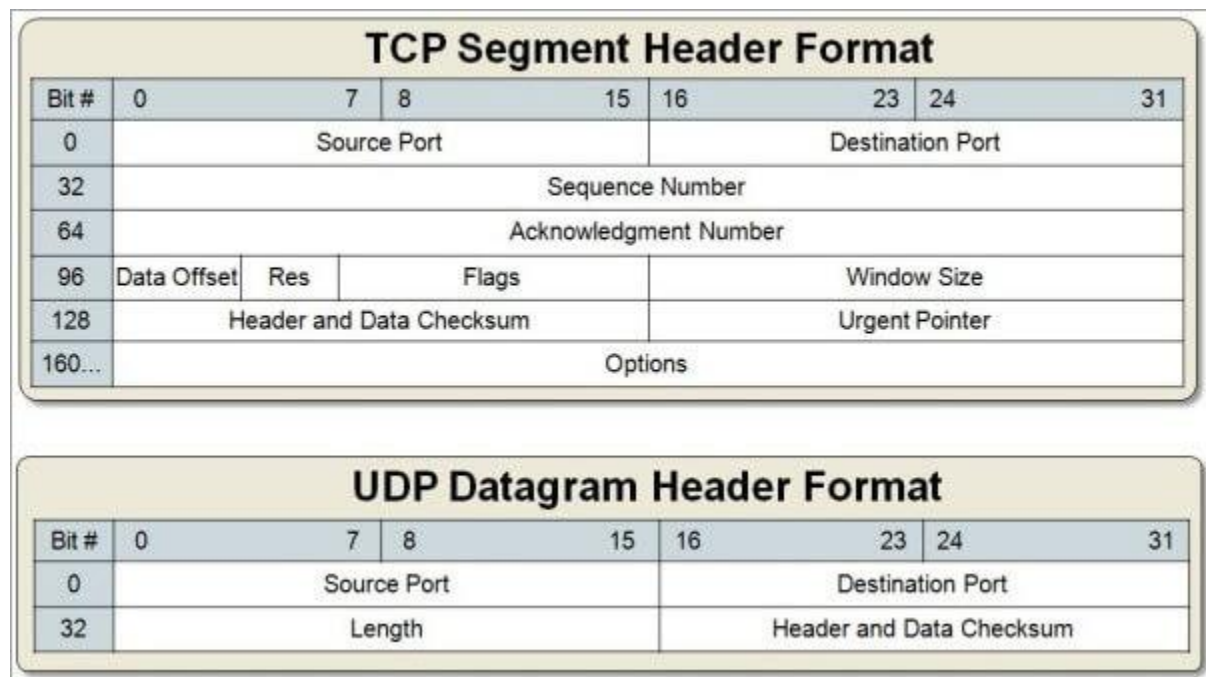 TCP Segment Header Format
Bit # 0 7 8 15 16 23 24 31
0 Source Port Destination Port
32 Sequence Number
64 Acknowledgment Number
96 Data Offset Res Flags Window Size
128 Header and Data Checksum Urgent Pointer
160... Options
UDP Datagram Header Format
Bit # 0 7 8 15 16 23 24 31
0 Source Port Destination Port
32 Length Header and Data Checksum